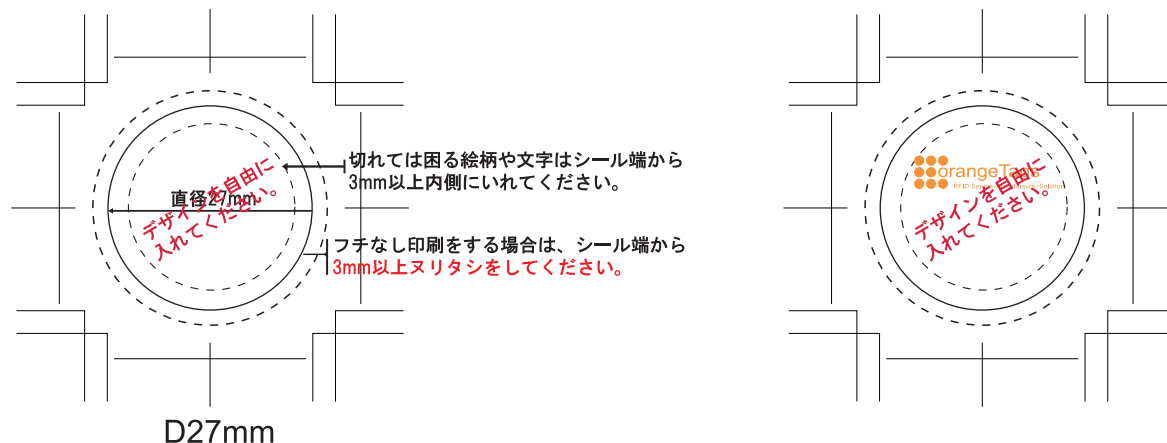 切れては困る絵柄や文字はシール端から
3mm以上内側にいれてください。
直径27mm
デザインを自由に
入れてください。
フチなし印刷をする場合は、シール端から
3mm以上ヌリタシをしてください。
D27mm
orangeTags
デザインを自由に
入れてください。